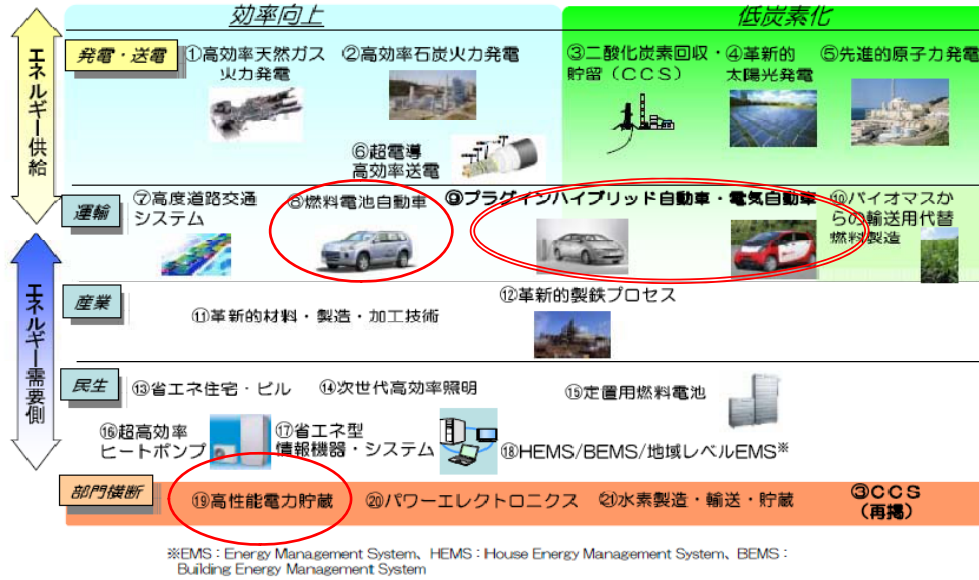 効率向上
低炭素化
エネルギー供給
発電・送電
①高効率天然ガス
火力発電
②高効率石炭火力発電
③二酸化炭素回収・
貯留（ＣＣＳ）
④革新的
太陽光発電
⑤先進的原子力発電
⑥超電導
高効率送電
運輸
⑦高度道路交通
システム
⑧燃料電池自動車
⑨プラグインハイブリッド自動車・電気自動車
⑩バイオマスか
らの輸送用代替
燃料製造
エネルギー需要側
産業
⑪革新的材料・製造・加工技術
⑫革新的製鉄プロセス
民生
⑬省エネ住宅・ビル
⑭次世代高効率照明
⑮定置用燃料電池
⑯超高効率
ヒートポンプ
⑰省エネ型
情報機器・システム
⑱HEMS/BEMS/地域レベルEMS※
部門横断
⑲高性能電力貯蔵
⑳パワーエレクトロニクス
㉑水素製造・輸送・貯蔵
③ＣＣＳ
（再掲）
※EMS：Energy Management System、HEMS：House Energy Management System、BEMS：
Building Energy Management System